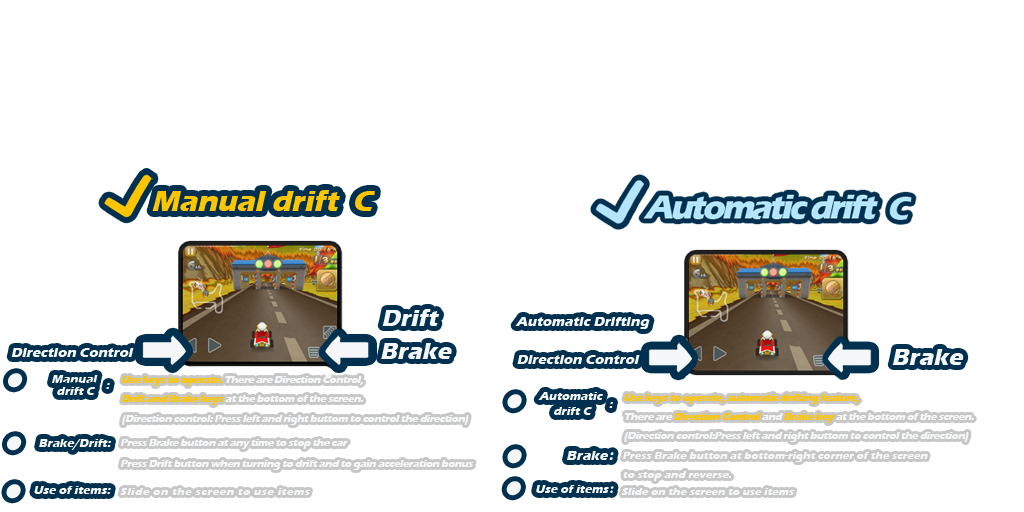 Manual drift C
Drift
Direction Control
Brake
Manual drift C :
Use keys to operate. There are Direction Control,
Drift, and Brake keys at the bottom of the screen.
(Direction control: Press left and right button to control the direction)
Brake/Drift:
Press Brake button at any time to stop the car
Press Drift button when turning to drift and to gain acceleration bonus
Use of items:
Slide on the screen to use items
Automatic drift C
Automatic Drifting
Direction Control
Brake
Automatic drift C :
Use keys to operate, automatic drifting feature,
There are Direction Control and Brake key at the bottom of the screen.
(Direction control:Press left and right buttom to control the direction)
Brake:
Press Brake button at bottom-right corner of the screen
to stop and reverse.
Use of items:
Slide on the screen to use items